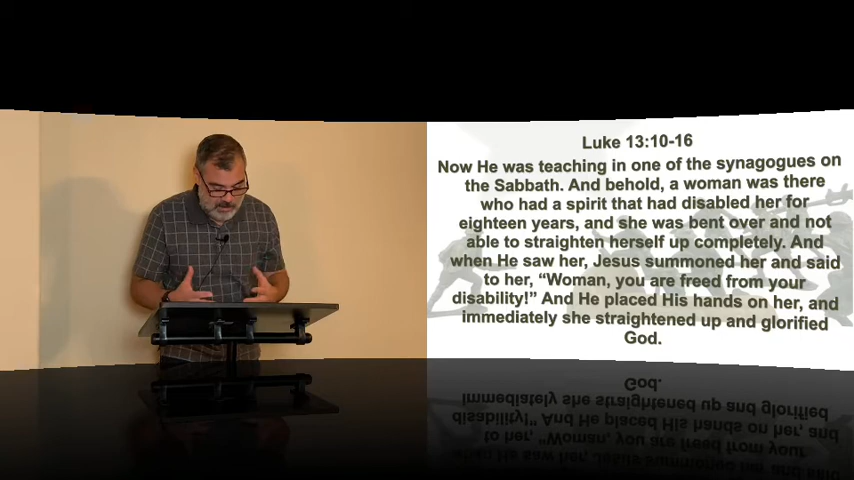 Luke 13:10-16
Now He was teaching in one of the synagogues on
the Sabbath. And behold, a woman was there
who had a spirit that had disabled her for
eighteen years, and she was bent over and not
able to straighten herself up completely. And
when He saw her, Jesus summoned her and said
to her, “Woman, you are freed from your
disability!” And He placed His hands on her, and
immediately she straightened up and glorified
God.